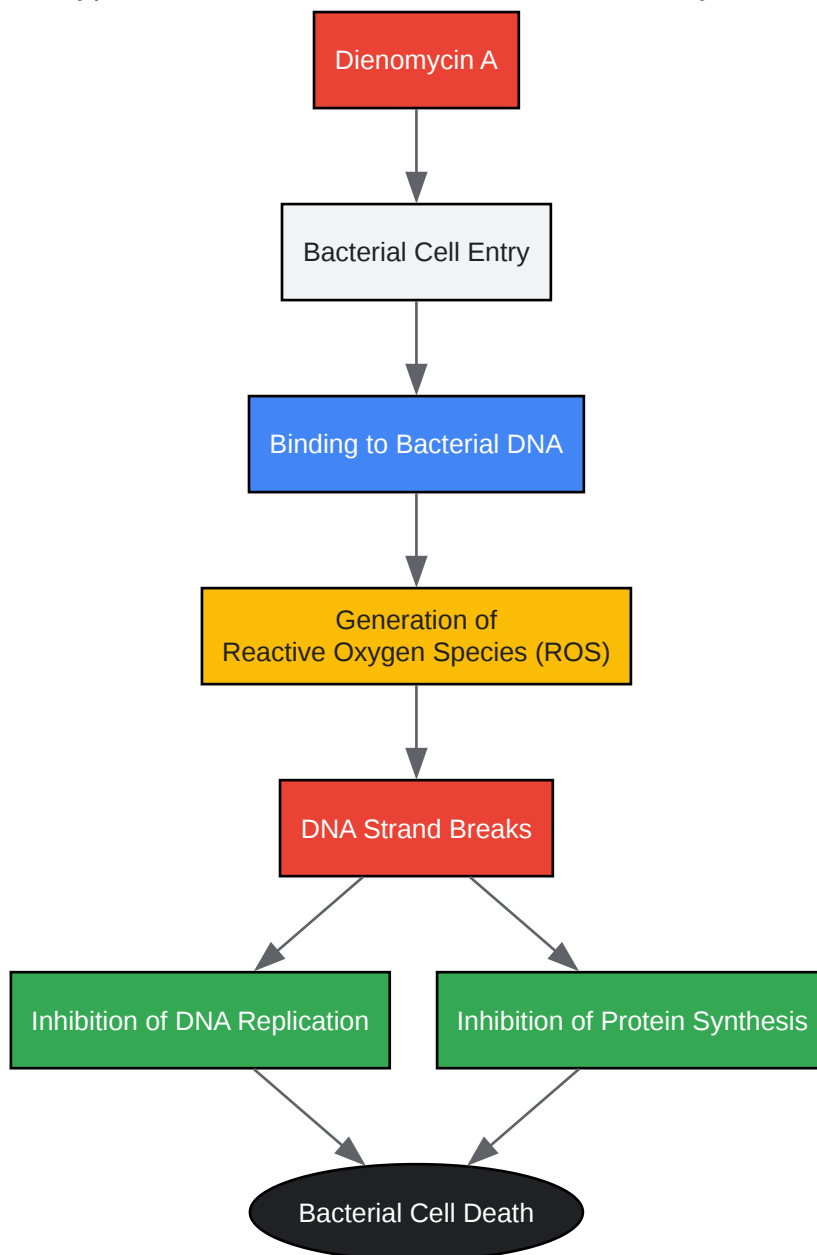 Dienomycin A
Bacterial Cell Entry
Binding to Bacterial DNA
Generation of
Reactive Oxygen Species (ROS)
DNA Strand Breaks
Inhibition of DNA Replication
Inhibition of Protein Synthesis
Bacterial Cell Death